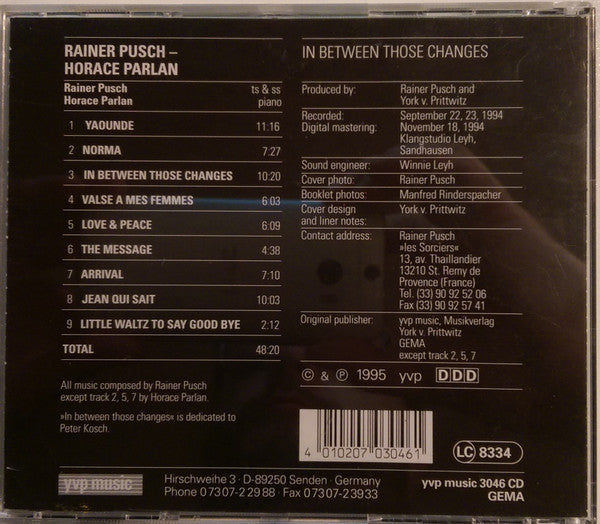 RAINER PUSCH –
HORACE PARLAN
Rainer Pusch ts & ss
Horace Parlan piano
1 YAOUNDE 11:16
2 NORMA 7:27
3 IN BETWEEN THOSE CHANGES 10:20
4 VALSE A MES FEMMES 6:03
5 LOVE & PEACE 6:09
6 THE MESSAGE 4:38
7 ARRIVAL 7:10
8 JEAN QUI SAIT 10:03
9 LITTLE WALTZ TO SAY GOOD BYE 2:12
TOTAL 48:20
All music composed by Rainer Pusch
except track 2, 5, 7 by Horace Parlan.
»In between those changes« is dedicated to
Peter Kosch.
IN BETWEEN THOSE CHANGES
Produced by: Rainer Pusch and
York v. Prittwitz
Recorded: September 22, 23, 1994
Digital mastering: November 18, 1994
Klangstudio Leyh,
Sandhausen
Sound engineer: Winnie Leyh
Cover photo: Rainer Pusch
Booklet photos: Manfred Rinderspacher
Cover design York v. Prittwitz
and liner notes:
Contact address: Rainer Pusch
»les Sorciers«
13, av. Thaillandier
13210 St. Remy de
Provence (France)
Tel. (33) 90 92 52 06
Fax (33) 90 92 57 41
Original publisher: yvp music, Musikverlag
York v. Prittwitz
GEMA
except track 2, 5, 7
© & ℗ 1995 yvp DDD
4 010207 030461
LC 8334
yvp music
Hirschweihe 3 · D-89250 Senden · Germany
Phone 07307-22988 · Fax 07307-23933
yvp music 3046 CD
GEMA